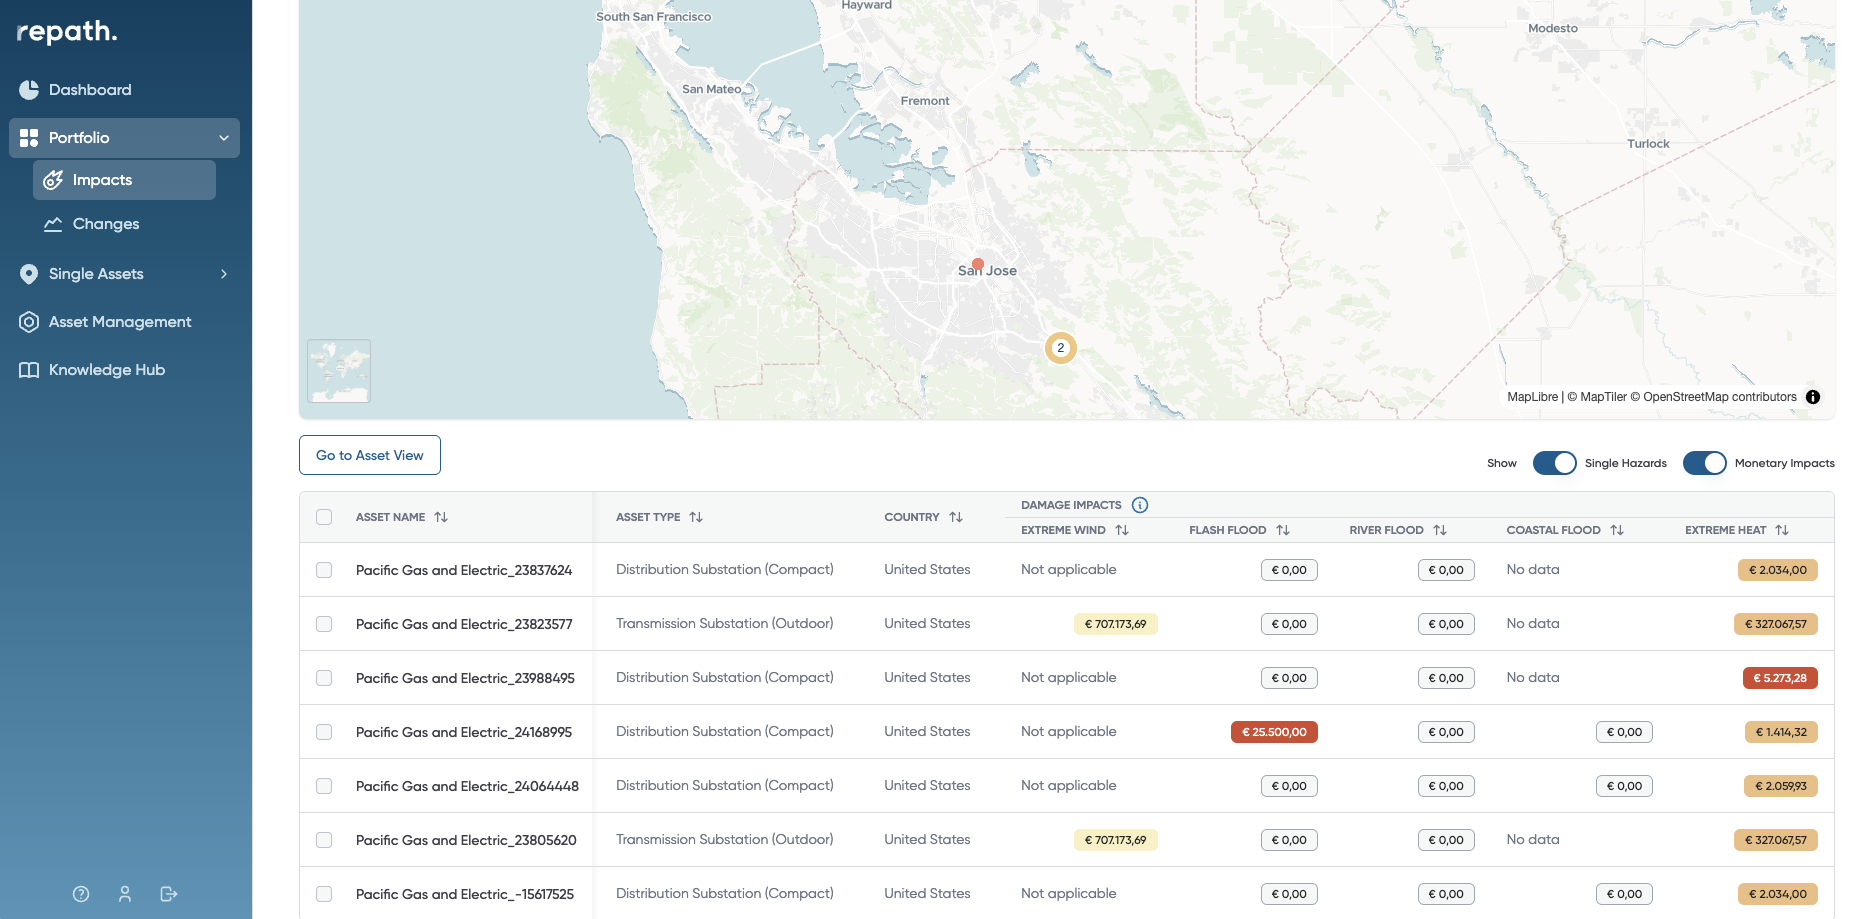 repath.
Dashboard
Portfolio
Impacts
Changes
Single Assets
Asset Management
Knowledge Hub
South San Francisco
Hayward
Modesto
San Mateo
Fremont
Turlock
San Jose
2
MapLibre | © MapTiler © OpenStreetMap contributors
Go to Asset View
Show Single Hazards Monetary Impacts
DAMAGE IMPACTS
ASSET NAME ASSET TYPE COUNTRY EXTREME WIND FLASH FLOOD RIVER FLOOD COASTAL FLOOD EXTREME HEAT
Pacific Gas and Electric_23837624 Distribution Substation (Compact) United States Not applicable € 0,00 € 0,00 No data € 2.034,00
Pacific Gas and Electric_23823577 Transmission Substation (Outdoor) United States € 707.173,69 € 0,00 € 0,00 No data € 327.067,57
Pacific Gas and Electric_23988495 Distribution Substation (Compact) United States Not applicable € 0,00 € 0,00 No data € 5.273,28
Pacific Gas and Electric_24168995 Distribution Substation (Compact) United States Not applicable € 25.500,00 € 0,00 € 0,00 € 1.414,32
Pacific Gas and Electric_24064448 Distribution Substation (Compact) United States Not applicable € 0,00 € 0,00 € 0,00 € 2.059,93
Pacific Gas and Electric_23805620 Transmission Substation (Outdoor) United States € 707.173,69 € 0,00 € 0,00 No data € 327.067,57
Pacific Gas and Electric_-15617525 Distribution Substation (Compact) United States Not applicable € 0,00 € 0,00 € 0,00 € 2.034,00